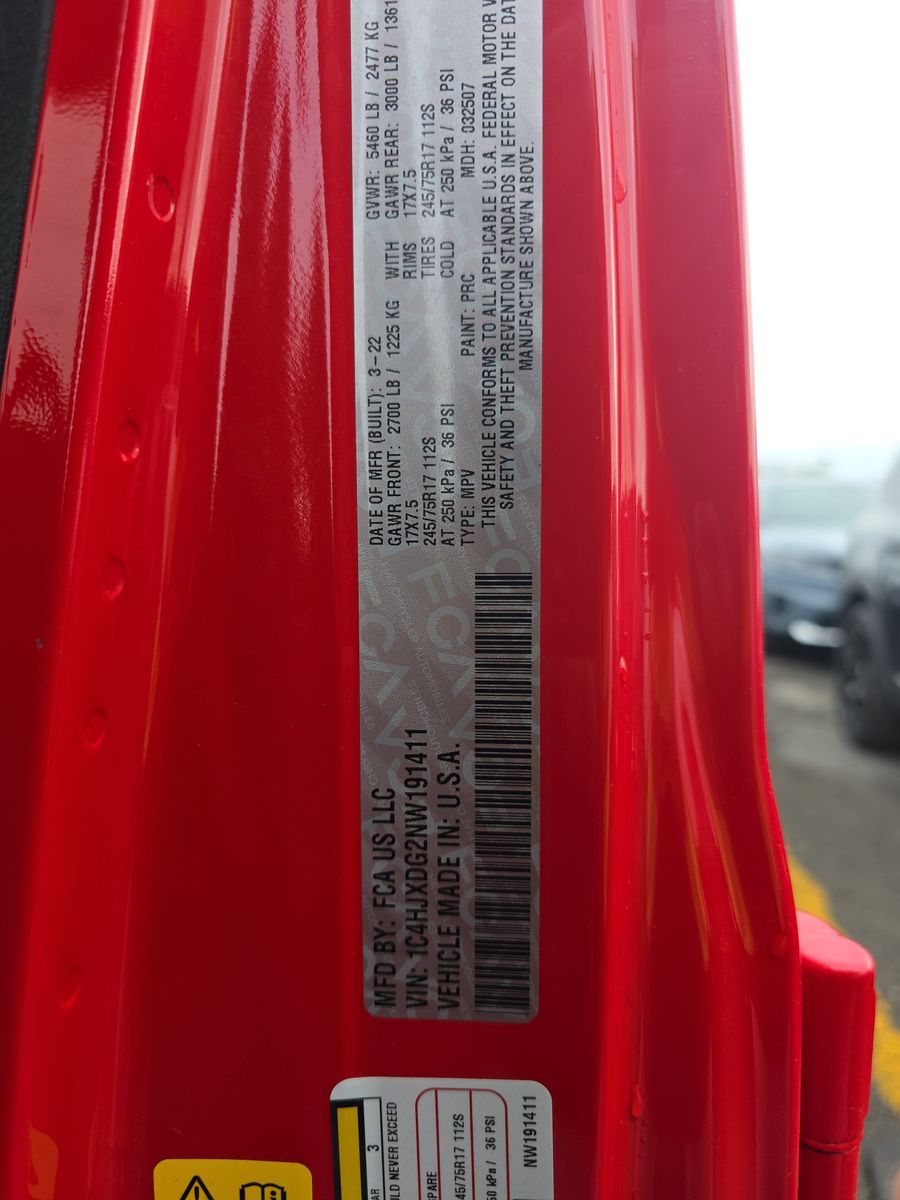 MFD BY: FCA US LLC
VIN: 1C4HJXDG2NW191411
VEHICLE MADE IN: U.S.A.
DATE OF MFR (BUILT): 3-22 GVWR: 5460 LB / 2477 KG
GAWR FRONT: 2700 LB / 1225 KG WITH GAWR REAR: 3000 LB / 1361
17X7.5 RIMS 17X7.5
245/75R17 112S TIRES 245/75R17 112S
AT 250 kPa / 36 PSI COLD AT 250 kPa / 36 PSI
TYPE: MPV PAINT: PRC MDH: 032507
THIS VEHICLE CONFORMS TO ALL APPLICABLE U.S.A. FEDERAL MOTOR
SAFETY AND THEFT PREVENTION STANDARDS IN EFFECT ON THE
MANUFACTURE SHOWN ABOVE.
3
NEVER EXCEED
45/75R17 112S
kPa / 36 PSI
NW191411